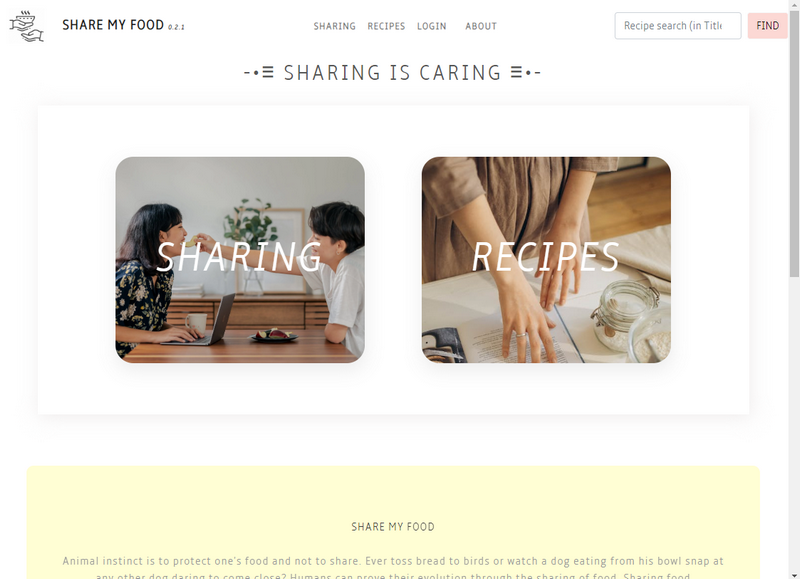 SHARE MY FOOD 0.2.1
SHARING RECIPES LOGIN ABOUT
Recipe search (in Title
FIND
-•☰ SHARING IS CARING ☰•-
SHARING
RECIPES
SHARE MY FOOD
Animal instinct is to protect one's food and not to share. Ever toss bread to birds or watch a dog eating from his bowl snap at
any other dog daring to come close? Humans can prove their evolution through the sharing of food. Sharing food